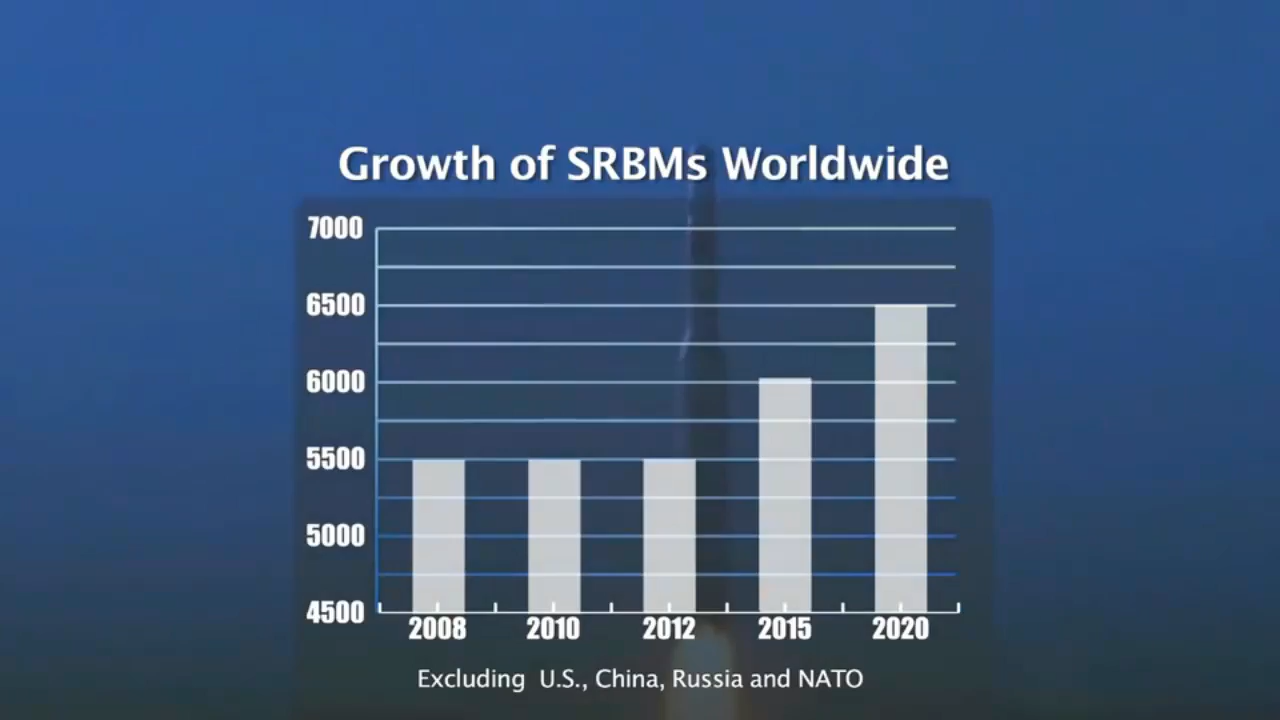 Growth of SRBMs Worldwide
7000
6500
6000
5500
5000
4500
2008 2010 2012 2015 2020
Excluding U.S., China, Russia and NATO